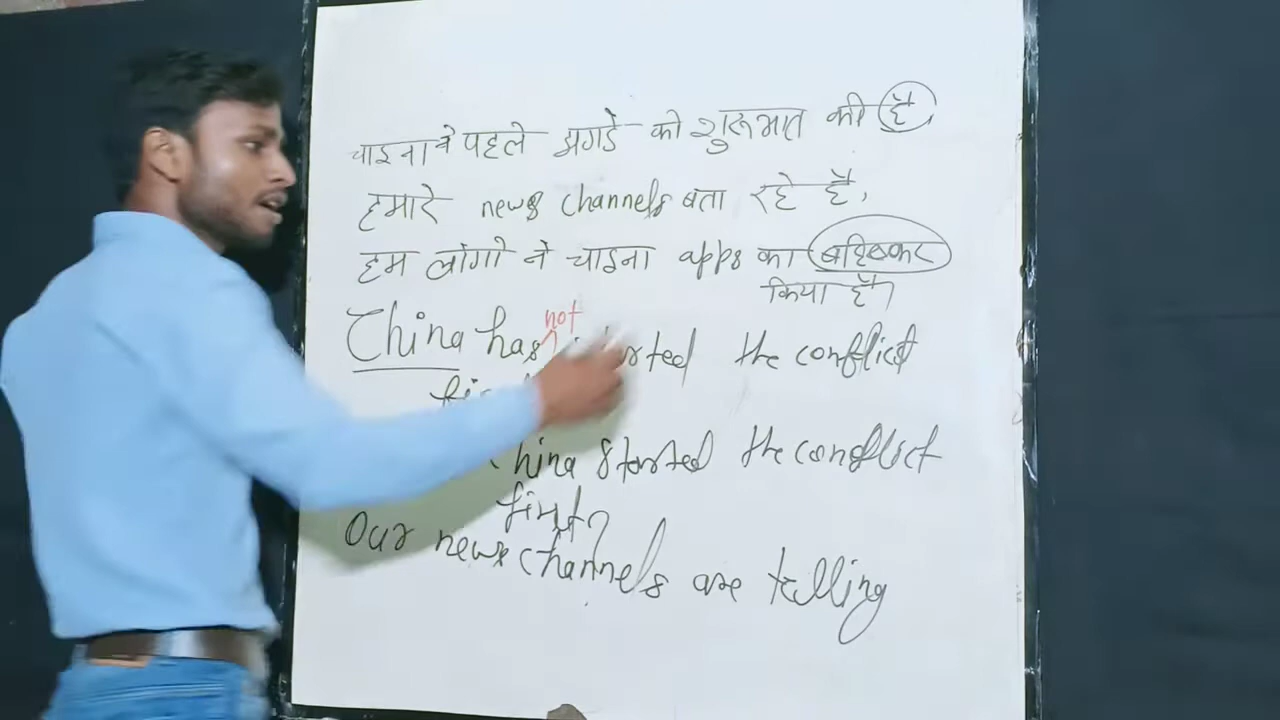 चाइना ने पहले झगडे की शुरूआत की है
हमारे news channels बता रहे है,
हम लोगो ने चाइना apps का बहिष्कार
किया है।
China has not started the conflict
China started the conflict
first?
Our news channels are telling